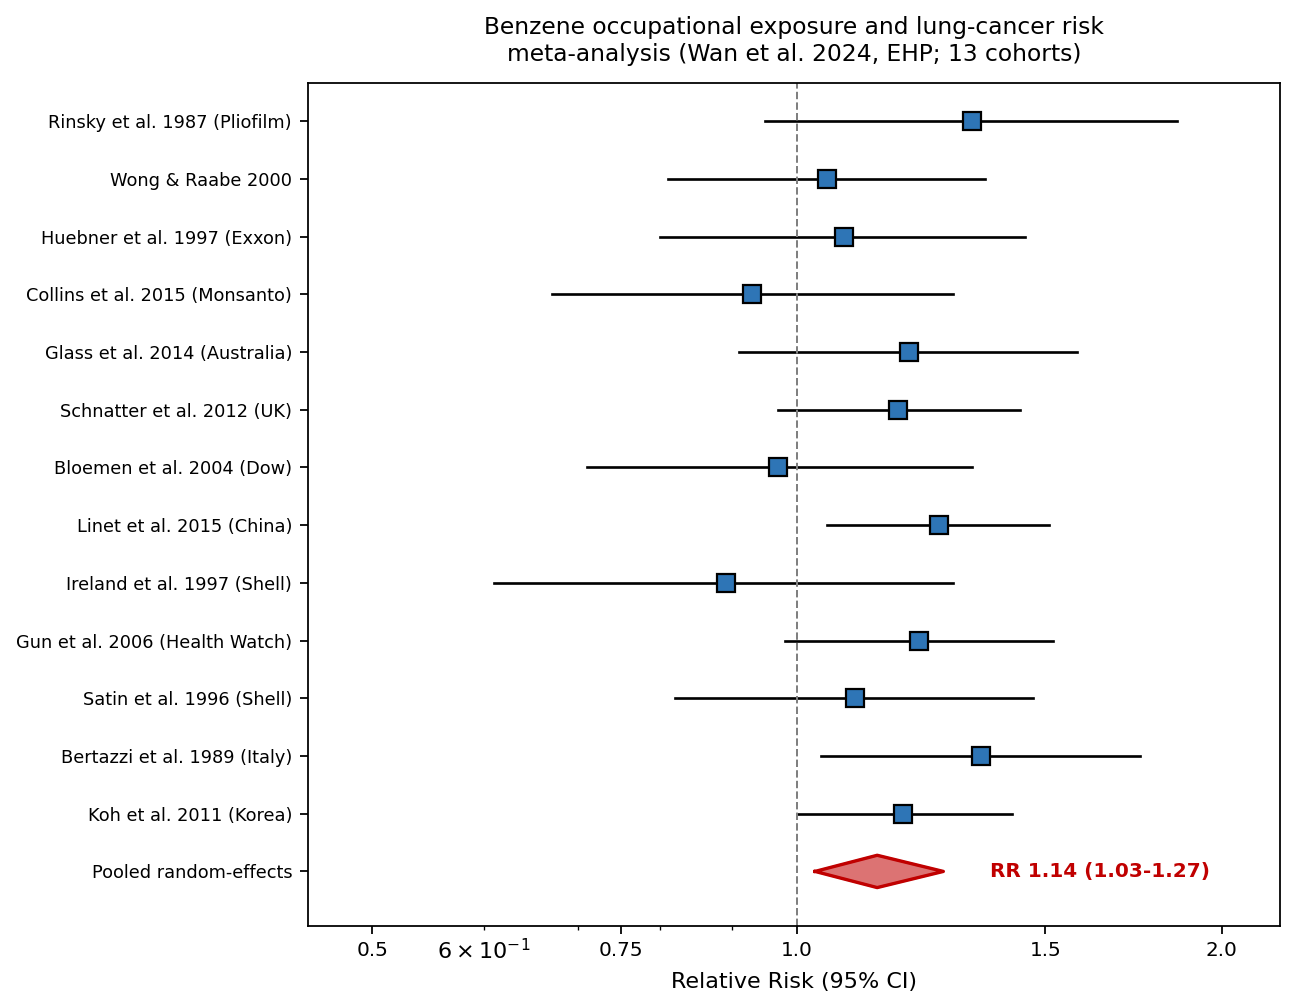 Benzene occupational exposure and lung-cancer risk
meta-analysis (Wan et al. 2024, EHP; 13 cohorts)
Rinsky et al. 1987 (Pliofilm)
Wong & Raabe 2000
Huebner et al. 1997 (Exxon)
Collins et al. 2015 (Monsanto)
Glass et al. 2014 (Australia)
Schnatter et al. 2012 (UK)
Bloemen et al. 2004 (Dow)
Linet et al. 2015 (China)
Ireland et al. 1997 (Shell)
Gun et al. 2006 (Health Watch)
Satin et al. 1996 (Shell)
Bertazzi et al. 1989 (Italy)
Koh et al. 2011 (Korea)
Pooled random-effects RR 1.14 (1.03-1.27)
0.5 6 × 10⁻¹ 0.75 1.0 1.5 2.0
Relative Risk (95% CI)